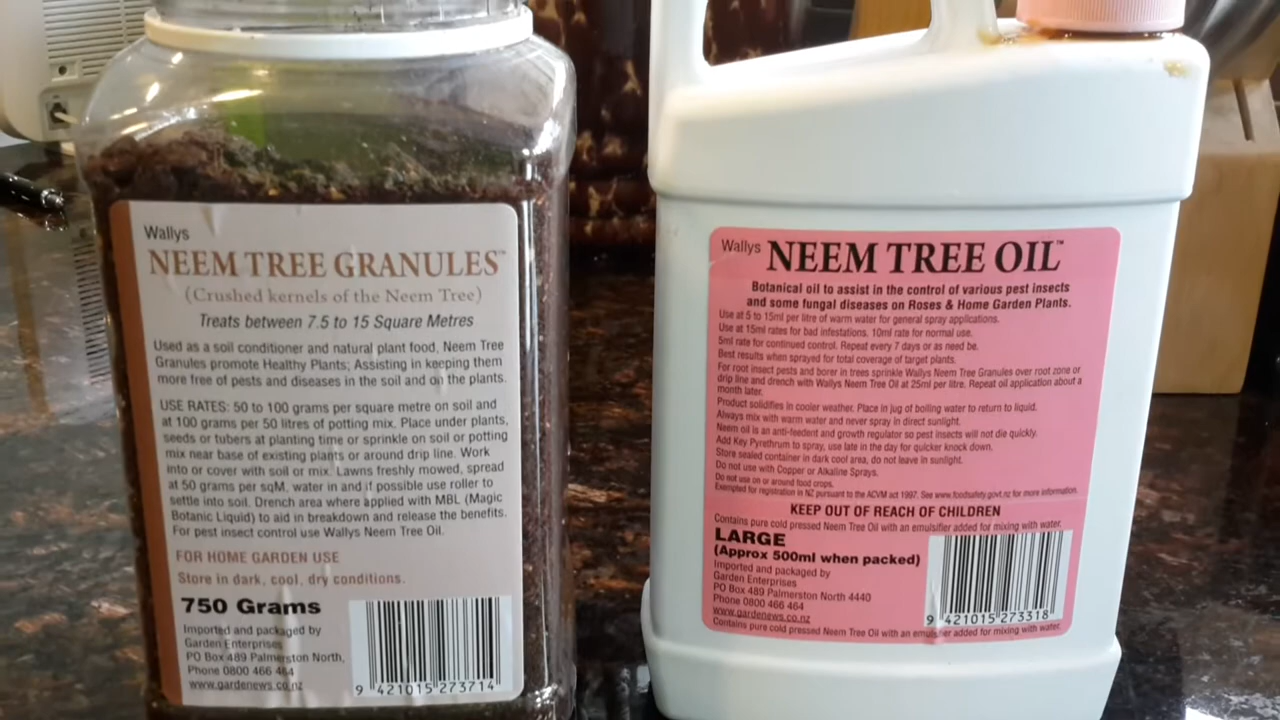 Wallys
NEEM TREE GRANULES™
(Crushed kernels of the Neem Tree)
Treats between 7.5 to 15 Square Metres
Used as a soil conditioner and natural plant food, Neem Tree
Granules promote Healthy Plants; Assisting in keeping them
more free of pests and diseases in the soil and on the plants.
USE RATES: 50 to 100 grams per square metre on soil and
at 100 grams per 50 litres of potting mix. Place under plants,
seeds or tubers at planting time or sprinkle on soil or potting
mix near base of existing plants or around drip line. Work
into or cover with soil or mix. Lawns freshly mowed, spread
at 50 grams per sqM, water in and if possible use roller to
settle into soil. Drench area where applied with MBL (Magic
Botanic Liquid) to aid in breakdown and release the benefits.
For pest insect control use Wallys Neem Tree Oil.
FOR HOME GARDEN USE
Store in dark, cool, dry conditions.
750 Grams
Imported and packaged by
Garden Enterprises
PO Box 489 Palmerston North,
Phone 0800 466 464
www.gardenews.co.nz
9 421015 273714
Wallys NEEM TREE OIL™
Botanical oil to assist in the control of various pest insects
and some fungal diseases on Roses & Home Garden Plants.
Use at 5 to 15ml per litre of warm water for general spray applications.
Use at 15ml rates for bad infestations. 10ml rate for normal use.
5ml rate for continued control. Repeat every 7 days or as need be.
Best results when sprayed for total coverage of target plants.
For root insect pests and borer in trees sprinkle Wallys Neem Tree Granules over root zone or
drip line and drench with Wallys Neem Tree Oil at 25ml per litre. Repeat oil application about a
month later.
Product solidifies in cooler weather. Place in jug of boiling water to return to liquid.
Always mix with warm water and never spray in direct sunlight.
Neem oil is an anti-feedent and growth regulator so pest insects will not die quickly.
Add Key Pyrethrum to spray, use late in the day for quicker knock down.
Store sealed container in dark cool area, do not leave in sunlight.
Do not use with Copper or Alkaline Sprays.
Do not use on or around food crops.
Exempted for registration in NZ pursuant to the ACVM act 1997. See www.foodsafety.govt.nz for more information.
KEEP OUT OF REACH OF CHILDREN
Contains pure cold pressed Neem Tree Oil with an emulsifier added for mixing with water.
LARGE
(Approx 500ml when packed)
Imported and packaged by
Garden Enterprises
PO Box 489 Palmerston North 4440
Phone 0800 466 464
www.gardenews.co.nz
9 421015 273318
Contains pure cold pressed Neem Tree Oil with an emulsifier added for mixing with water.